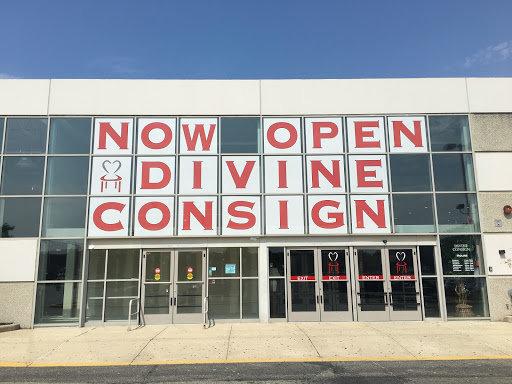 NOW OPEN
DIVINE
CONSIGN
EXIT EXIT ENTER ENTER